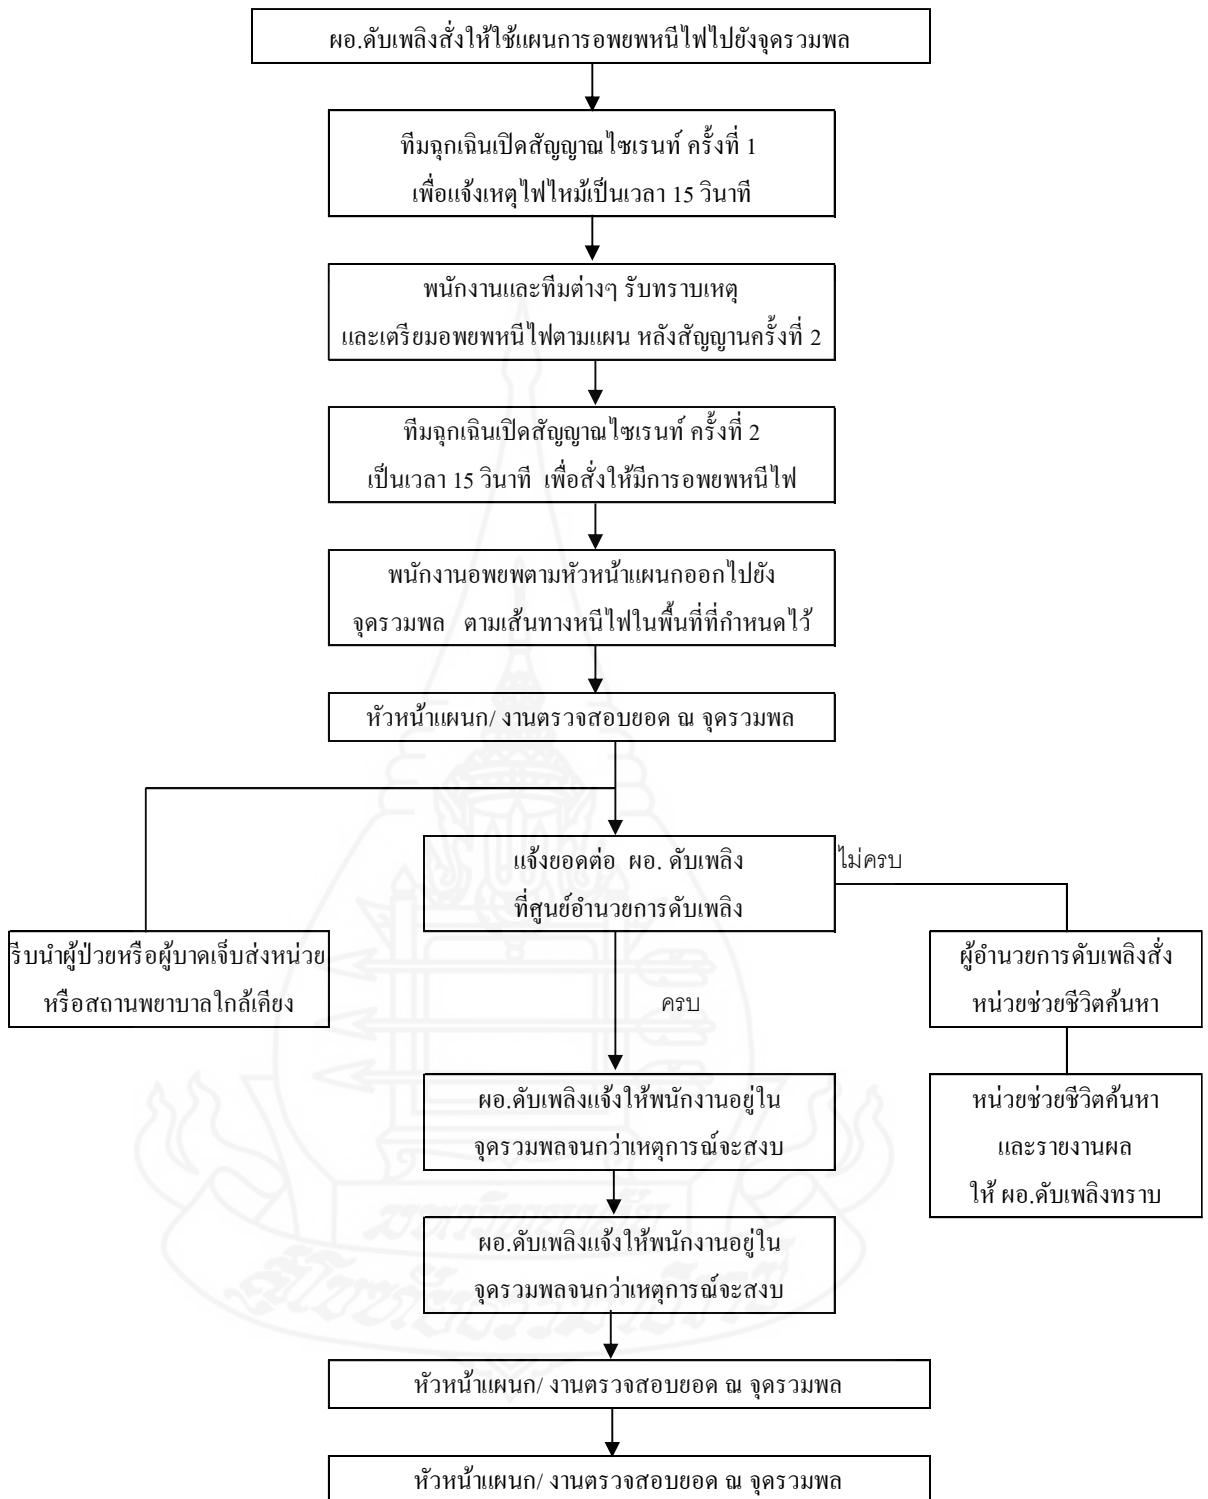 ผอ.ดับเพลิงสั่งให้ใช้แผนการอพยพหนีไฟไปยังจุดรวมพล
ทีมฉุกเฉินเปิดสัญญาณไซเรนท์ ครั้งที่ 1
เพื่อแจ้งเหตุไฟไหม้เป็นเวลา 15 วินาที
พนักงานและทีมต่างๆ รับทราบเหตุ
และเตรียมอพยพหนีไฟตามแผน หลังสัญญานครั้งที่ 2
ทีมฉุกเฉินเปิดสัญญาณไซเรนท์ ครั้งที่ 2
เป็นเวลา 15 วินาที เพื่อสั่งให้มีการอพยพหนีไฟ
พนักงานอพยพตามหัวหน้าแผนกออกไปยัง
จุดรวมพล ตามเส้นทางหนีไฟในพื้นที่ที่กำหนดไว้
หัวหน้าแผนก/ งานตรวจสอบยอด ณ จุดรวมพล
แจ้งยอดต่อ ผอ. ดับเพลิง
ที่ศูนย์อำนวยการดับเพลิง
ไม่ครบ
รีบนำผู้ป่วยหรือผู้บาดเจ็บส่งหน่วย
หรือสถานพยาบาลใกล้เคียง
ครบ
ผู้อำนวยการดับเพลิงสั่ง
หน่วยช่วยชีวิตค้นหา
ผอ.ดับเพลิงแจ้งให้พนักงานอยู่ใน
จุดรวมพลจนกว่าเหตุการณ์จะสงบ
หน่วยช่วยชีวิตค้นหา
และรายงานผล
ให้ ผอ.ดับเพลิงทราบ
ผอ.ดับเพลิงแจ้งให้พนักงานอยู่ใน
จุดรวมพลจนกว่าเหตุการณ์จะสงบ
หัวหน้าแผนก/ งานตรวจสอบยอด ณ จุดรวมพล
หัวหน้าแผนก/ งานตรวจสอบยอด ณ จุดรวมพล